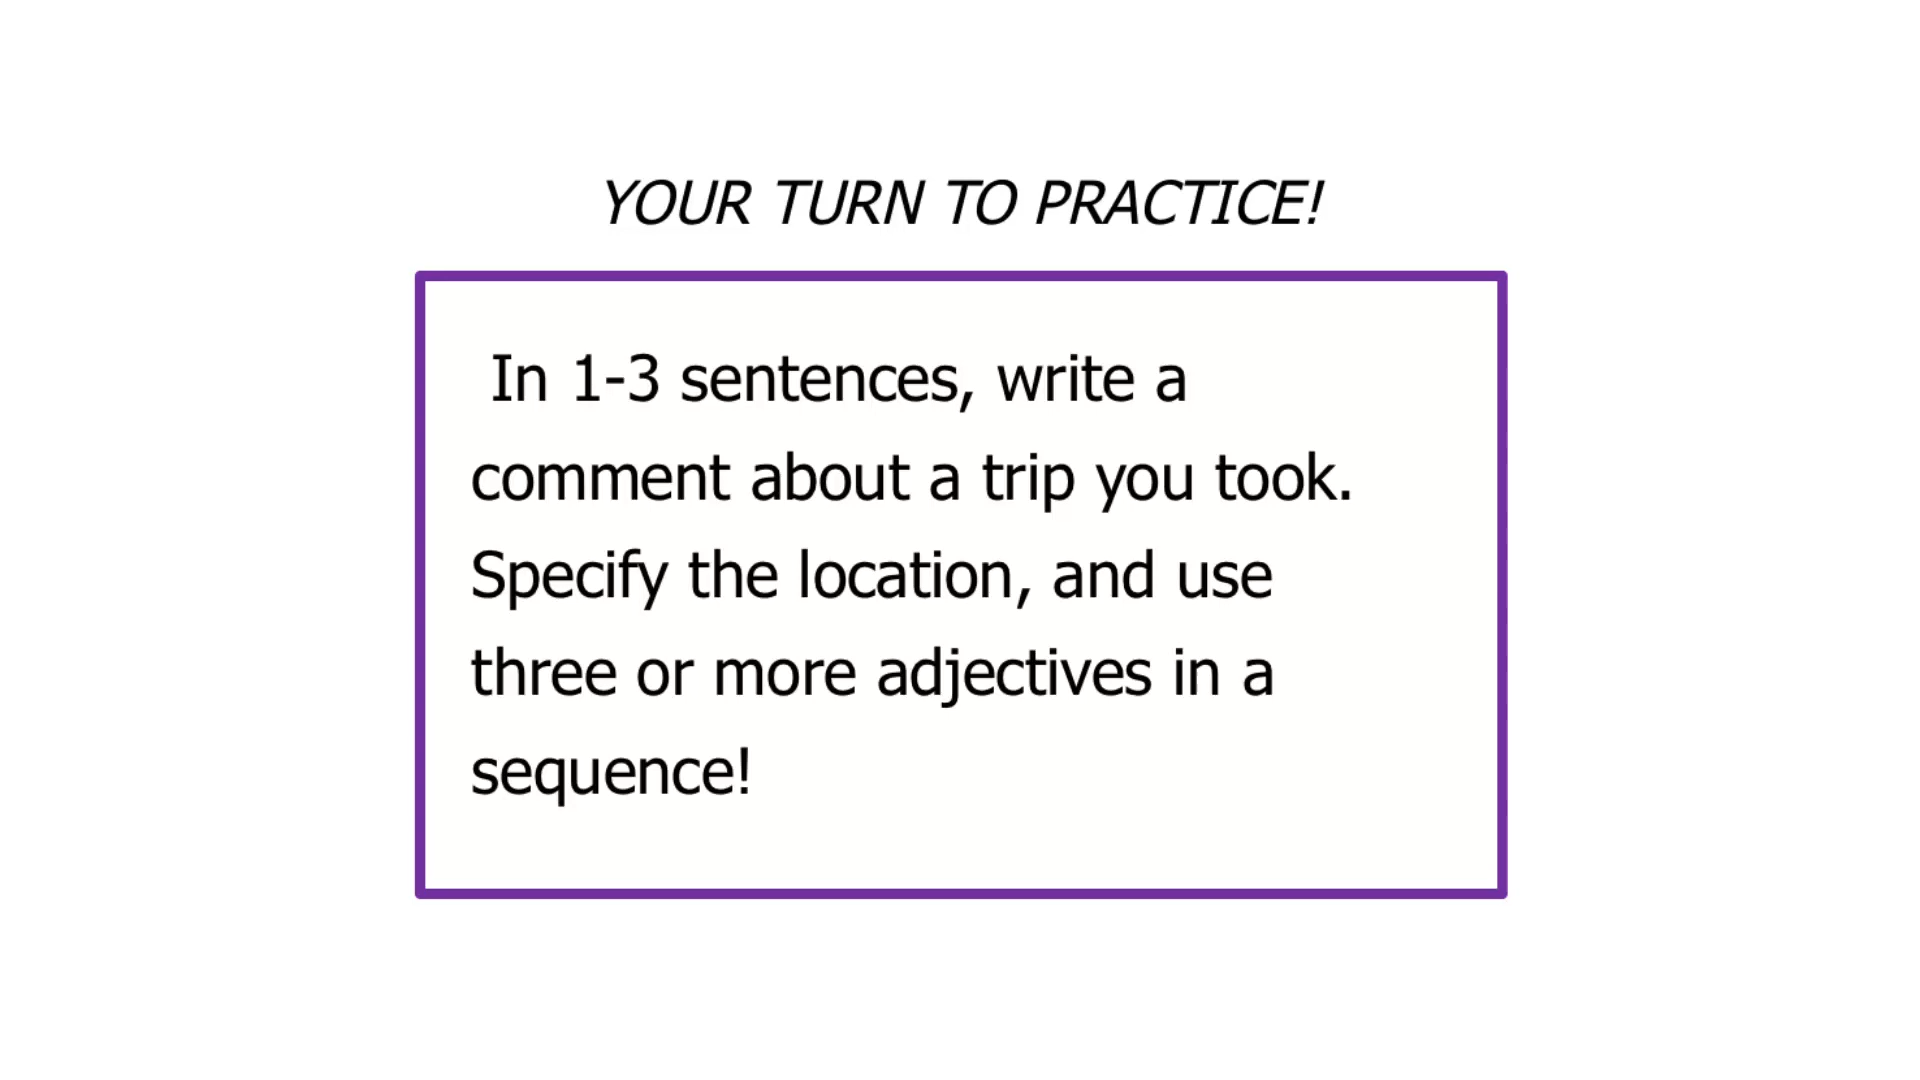 YOUR TURN TO PRACTICE!
In 1-3 sentences, write a
comment about a trip you took.
Specify the location, and use
three or more adjectives in a
sequence!